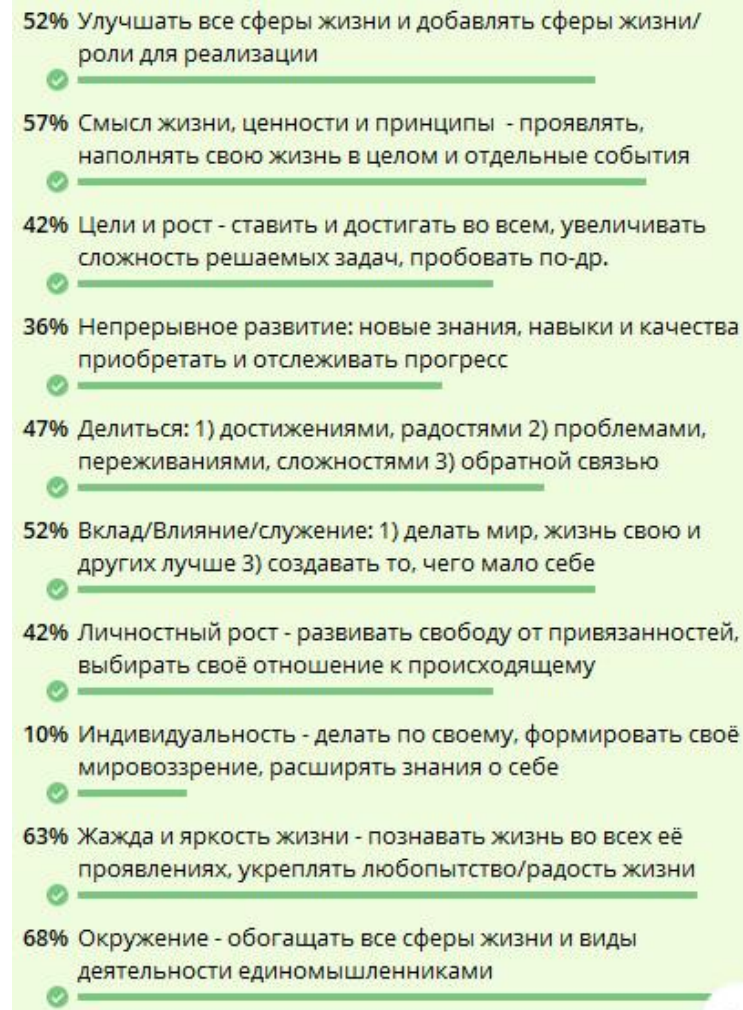 52% Улучшать все сферы жизни и добавлять сферы жизни/
роли для реализации
57% Смысл жизни, ценности и принципы - проявлять,
наполнять свою жизнь в целом и отдельные события
42% Цели и рост - ставить и достигать во всем, увеличивать
сложность решаемых задач, пробовать по-др.
36% Непрерывное развитие: новые знания, навыки и качества
приобретать и отслеживать прогресс
47% Делиться: 1) достижениями, радостями 2) проблемами,
переживаниями, сложностями 3) обратной связью
52% Вклад/Влияние/служение: 1) делать мир, жизнь свою и
других лучше 3) создавать то, чего мало себе
42% Личностный рост - развивать свободу от привязанностей,
выбирать своё отношение к происходящему
10% Индивидуальность - делать по своему, формировать своё
мировоззрение, расширять знания о себе
63% Жажда и яркость жизни - познавать жизнь во всех её
проявлениях, укреплять любопытство/радость жизни
68% Окружение - обогащать все сферы жизни и виды
деятельности единомышленниками